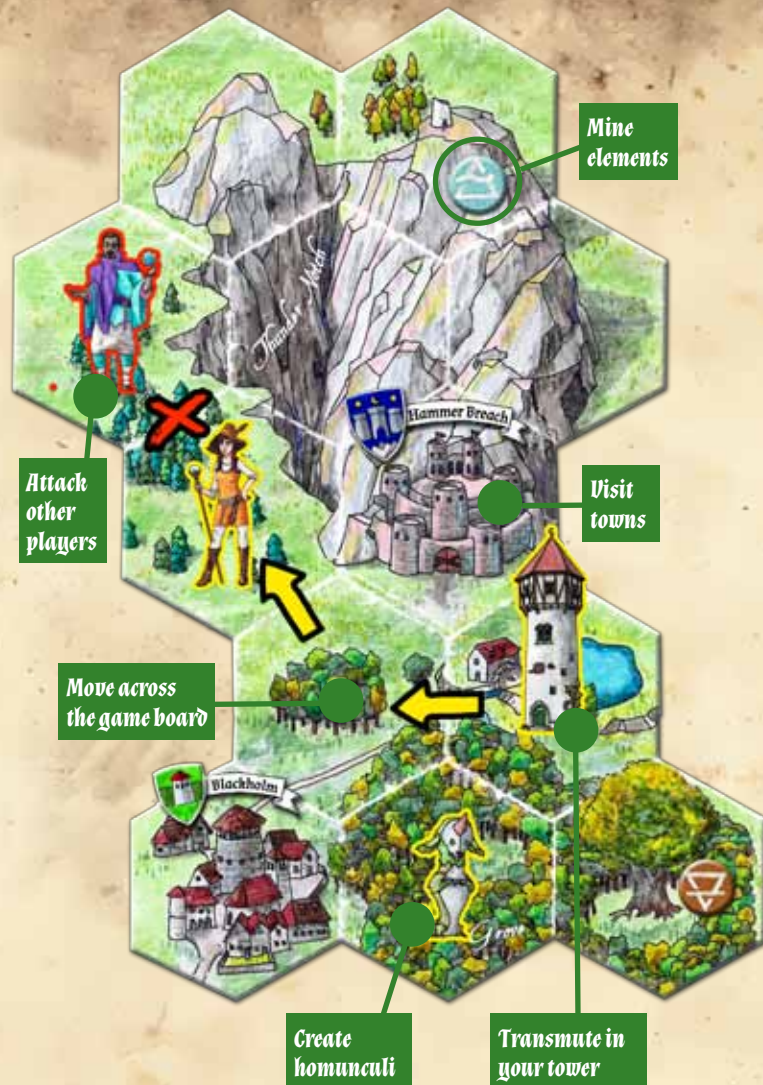 Mine
elements
Thunder Notch
Hammer Breach
Attack
other
players
Visit
towns
Move across
the game board
Blackholm
Grove
Create
homunculi
Transmute in
your tower